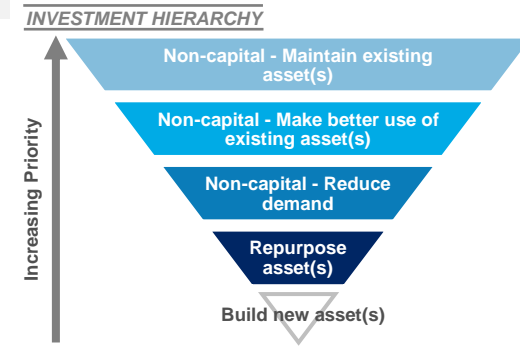 INVESTMENT HIERARCHY
Non-capital - Maintain existing
asset(s)
Non-capital - Make better use of
existing asset(s)
Non-capital - Reduce
demand
Repurpose
asset(s)
Build new asset(s)
Increasing Priority